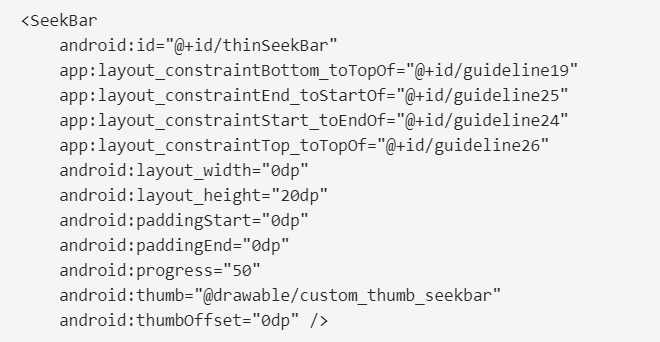 <SeekBar
android:id="@+id/thinSeekBar"
app:layout_constraintBottom_toTopOf="@+id/guideline19"
app:layout_constraintEnd_toStartOf="@+id/guideline25"
app:layout_constraintStart_toEndOf="@+id/guideline24"
app:layout_constraintTop_toTopOf="@+id/guideline26"
android:layout_width="0dp"
android:layout_height="20dp"
android:paddingStart="0dp"
android:paddingEnd="0dp"
android:progress="50"
android:thumb="@drawable/custom_thumb_seekbar"
android:thumbOffset="0dp" />